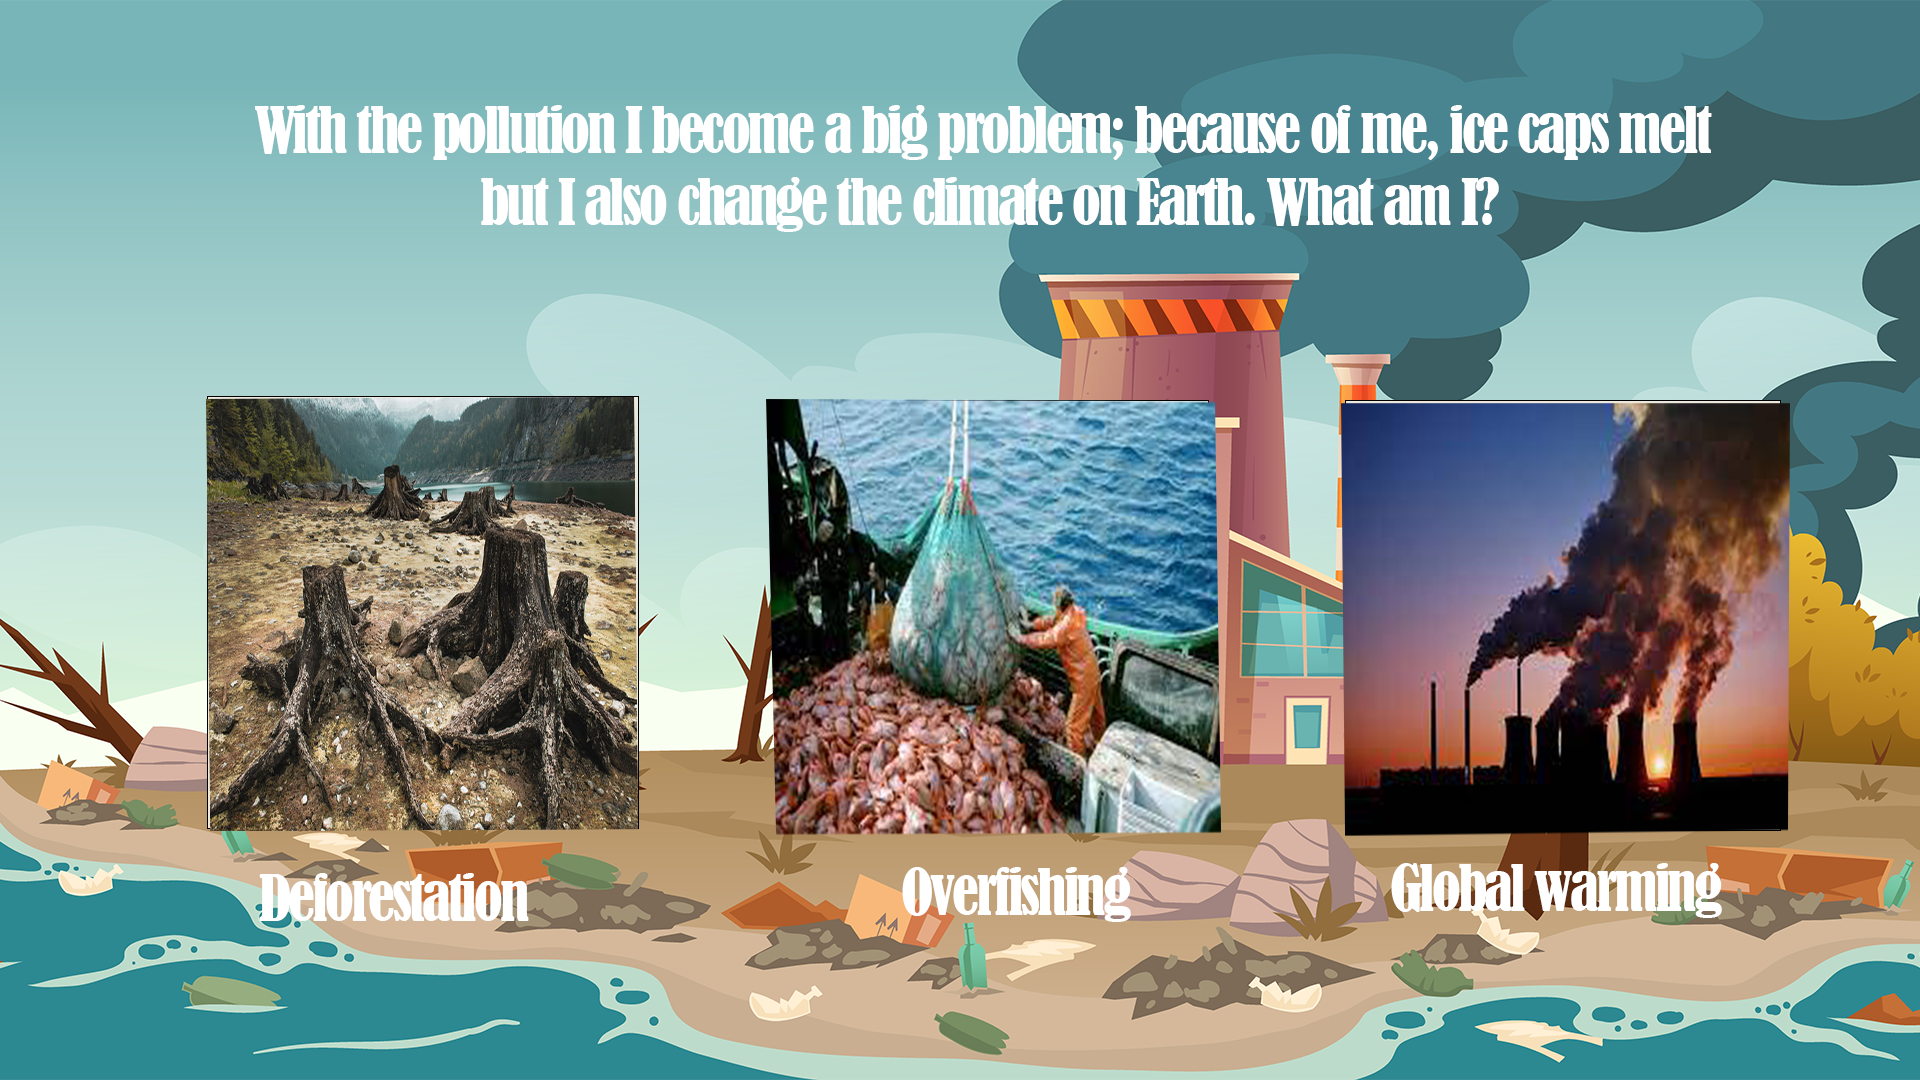 With the pollution I become a big problem; because of me, ice caps melt
but I also change the climate on Earth. What am I?
Deforestation
Overfishing
Global warming